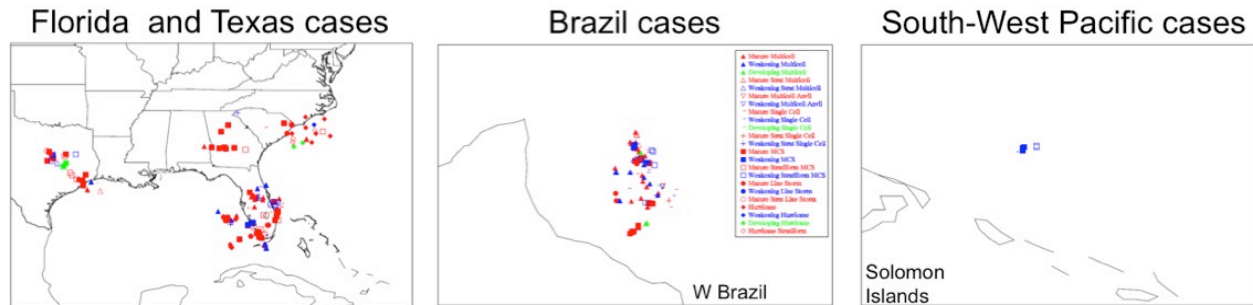 Florida and Texas cases
Brazil cases
South-West Pacific cases
Mature Multicell
Weakening Multicell
Developing Multicell
Mature Strat Multicell
Weakening Strat Multicell
Mature Multicell Anvil
Weakening Multicell Anvil
Mature Single Cell
Weakening Single Cell
Developing Single Cell
Mature Strat Single Cell
Weakening Strat Single Cell
Mature MCS
Weakening MCS
Mature Stratiform MCS
Weakening Stratiform MCS
Mature Line Storm
Weakening Line Storm
Mature Strat Line Storm
Hurricane
Weakening Hurricane
Developing Hurricane
Hurricane Stratiform
W Brazil
Solomon
Islands